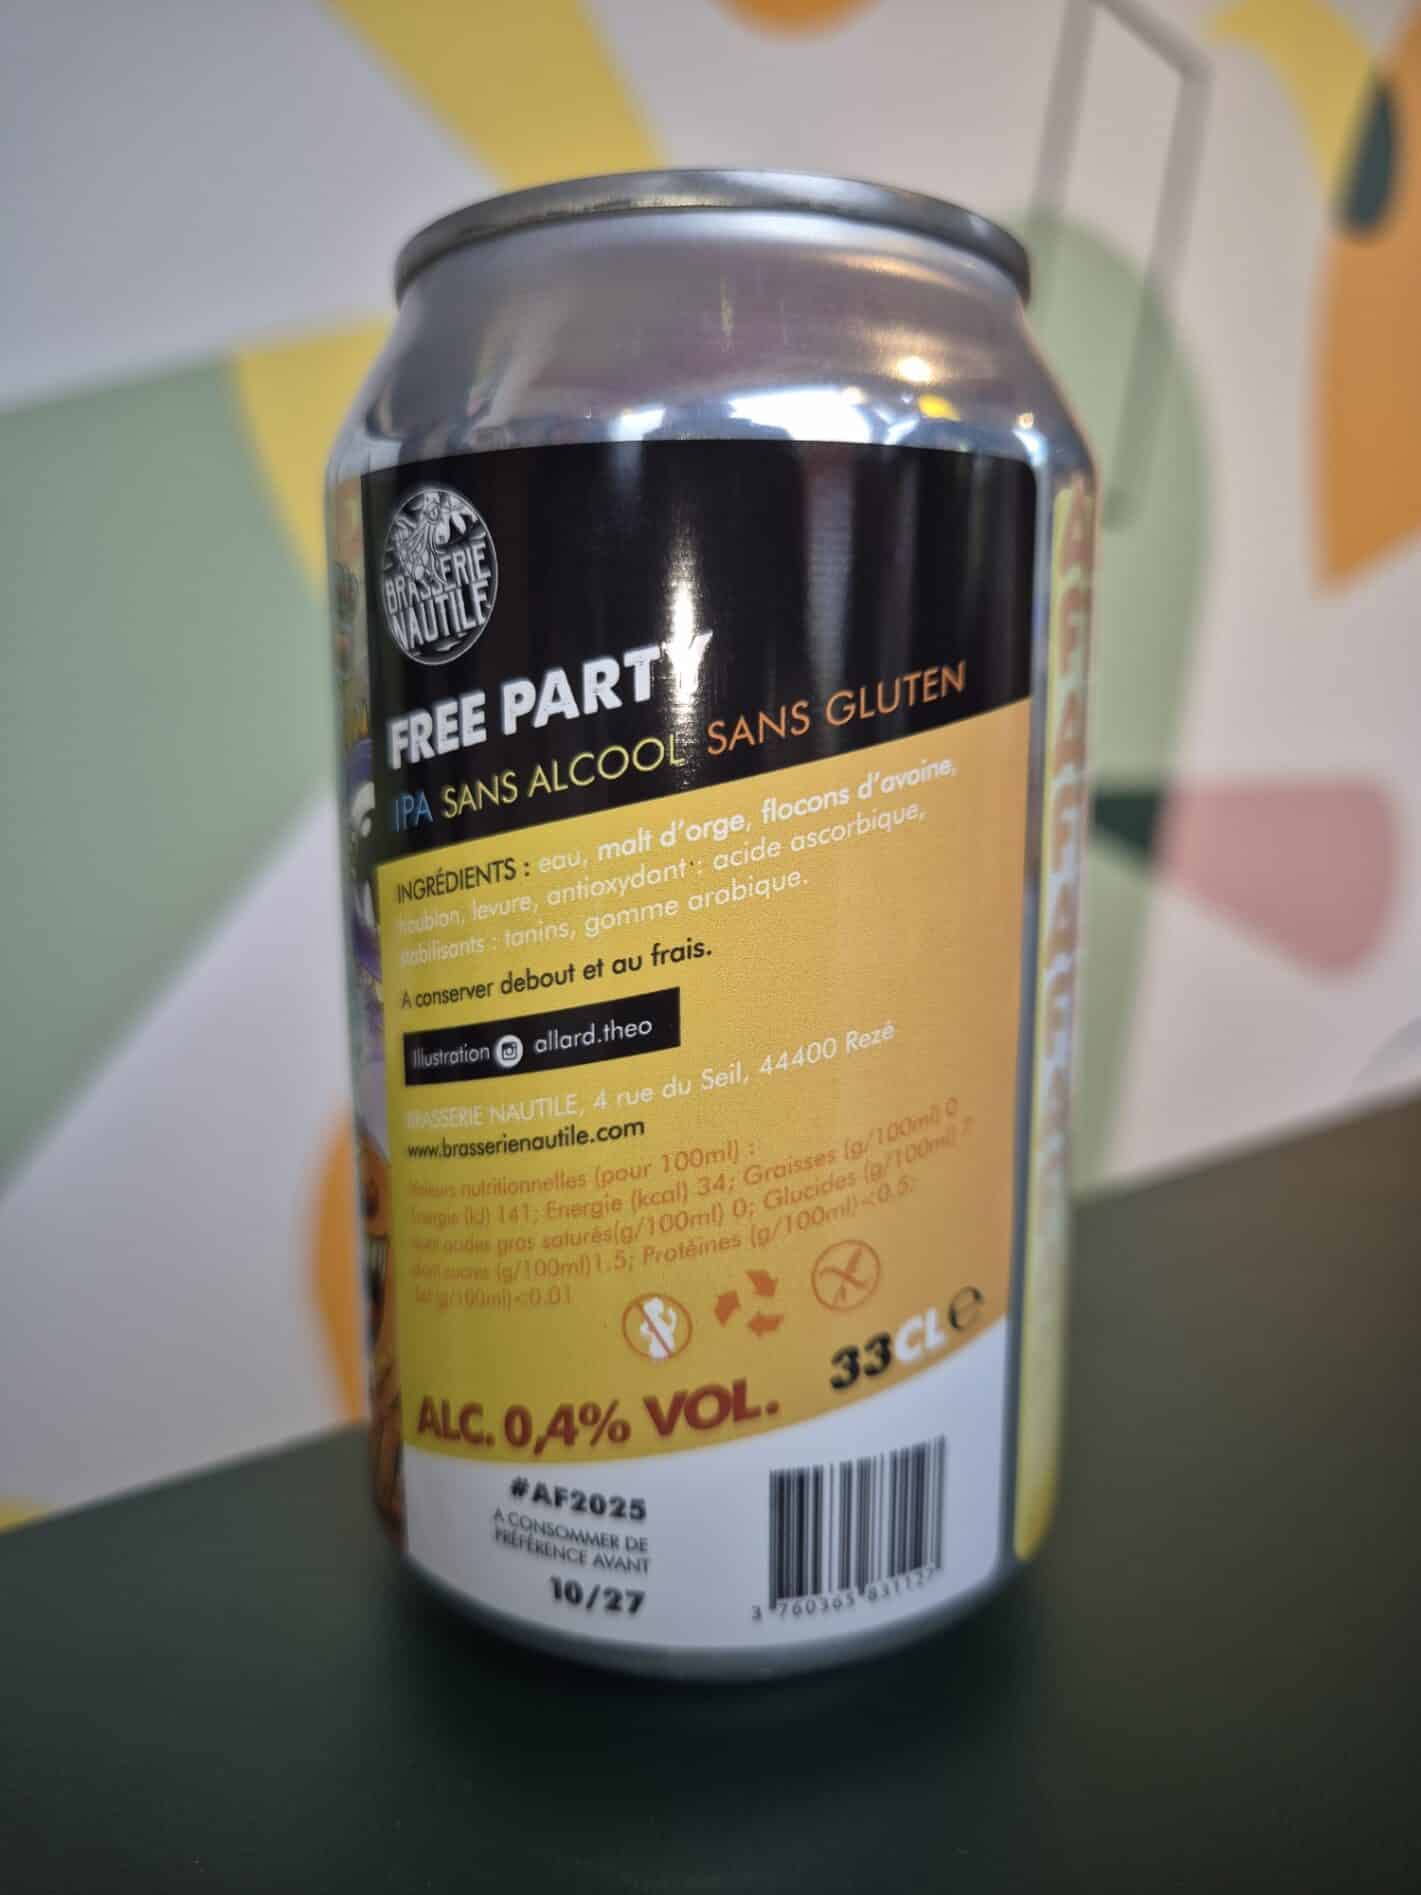 BRASSERIE
NAUTILE
FREE PARTY
IPA SANS ALCOOL SANS GLUTEN
INGRÉDIENTS : eau, malt d'orge, flocons d'avoine,
houblon, levure, antioxydant : acide ascorbique,
stabilisants : tanins, gomme arabique.
A conserver debout et au frais.
Illustration allard.theo
BRASSERIE NAUTILE, 4 rue du Seil, 44400 Rezé
www.brasserienautile.com
Valeurs nutritionnelles (pour 100ml) :
Energie (kJ) 141; Energie (kcal) 34; Graisses (g/100ml) 0
dont acides gras saturés(g/100ml) 0; Glucides (g/100ml) 7
dont sucres (g/100ml)1.5; Protéines (g/100ml)<0.5;
Sel (g/100ml)<0.01
33CL e
ALC. 0,4% VOL.
#AF2025
A CONSOMMER DE
PRÉFÉRENCE AVANT
10/27
3 760365 831127